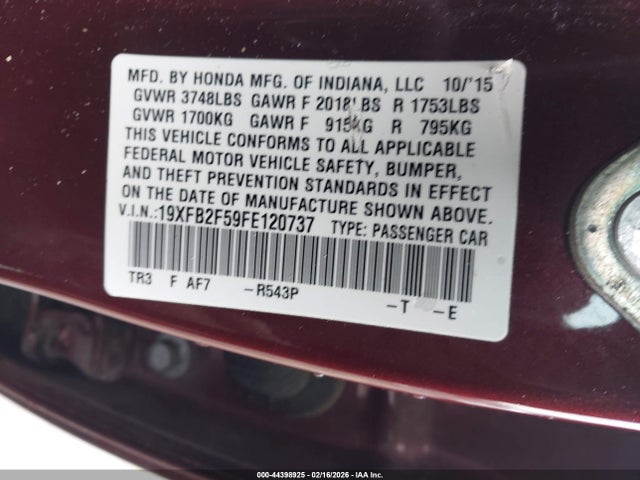 MFD. BY HONDA MFG. OF INDIANA, LLC 10/'15
GVWR 3748LBS GAWR F 2018LBS R 1753LBS
GVWR 1700KG GAWR F 915KG R 795KG
THIS VEHICLE CONFORMS TO ALL APPLICABLE
FEDERAL MOTOR VEHICLE SAFETY, BUMPER,
AND THEFT PREVENTION STANDARDS IN EFFECT
ON THE DATE OF MANUFACTURE SHOWN ABOVE.
V.I.N.:19XFB2F59FE120737 TYPE: PASSENGER CAR
TR3 F AF7 -R543P -T -E
000-44398925 - 02/16/2026 - IAA Inc.